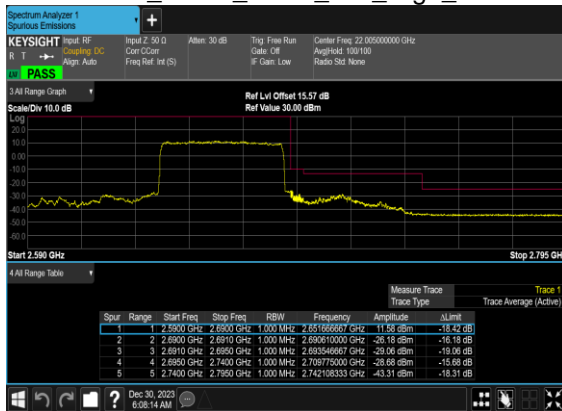 Spectrum Analyzer 1
Spurious Emissions
+
KEYSIGHT Input: RF Input Z: 50 Ω Atten: 30 dB Trig: Free Run Center Freq: 22.005000000 GHz
R T Coupling: DC Corr CCorr Gate: Off Avg|Hold: 100/100
Align: Auto Freq Ref: Int (S) IF Gain: Low Radio Std: None
PASS
3 All Range Graph
Ref Lvl Offset 15.57 dB
Scale/Div 10.0 dB Ref Value 30.00 dBm
Log
20.0
10.0
0.00
-10.0
-20.0
-30.0
-40.0
-50.0
-60.0
Start 2.590 GHz Stop 2.795 GH
4 All Range Table
Measure Trace Trace 1
Trace Type Trace Average (Active)
Spur Range Start Freq Stop Freq RBW Frequency Amplitude ΔLimit
1 1 2.5900 GHz 2.6900 GHz 1.000 MHz 2.651666667 GHz 11.58 dBm -18.42 dB
2 2 2.6900 GHz 2.6910 GHz 1.000 MHz 2.690610000 GHz -26.18 dBm -16.18 dB
3 3 2.6910 GHz 2.6950 GHz 1.000 MHz 2.693546667 GHz -29.06 dBm -19.06 dB
4 4 2.6950 GHz 2.7400 GHz 1.000 MHz 2.709775000 GHz -28.68 dBm -15.68 dB
5 5 2.7400 GHz 2.7950 GHz 1.000 MHz 2.742108333 GHz -43.31 dBm -18.31 dB
? Dec 30, 2023
6:08:14 AM